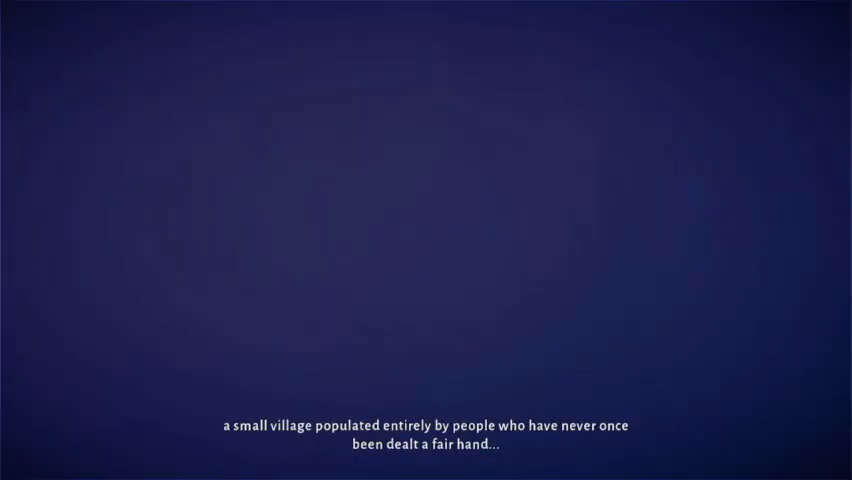 a small village populated entirely by people who have never once
been dealt a fair hand...